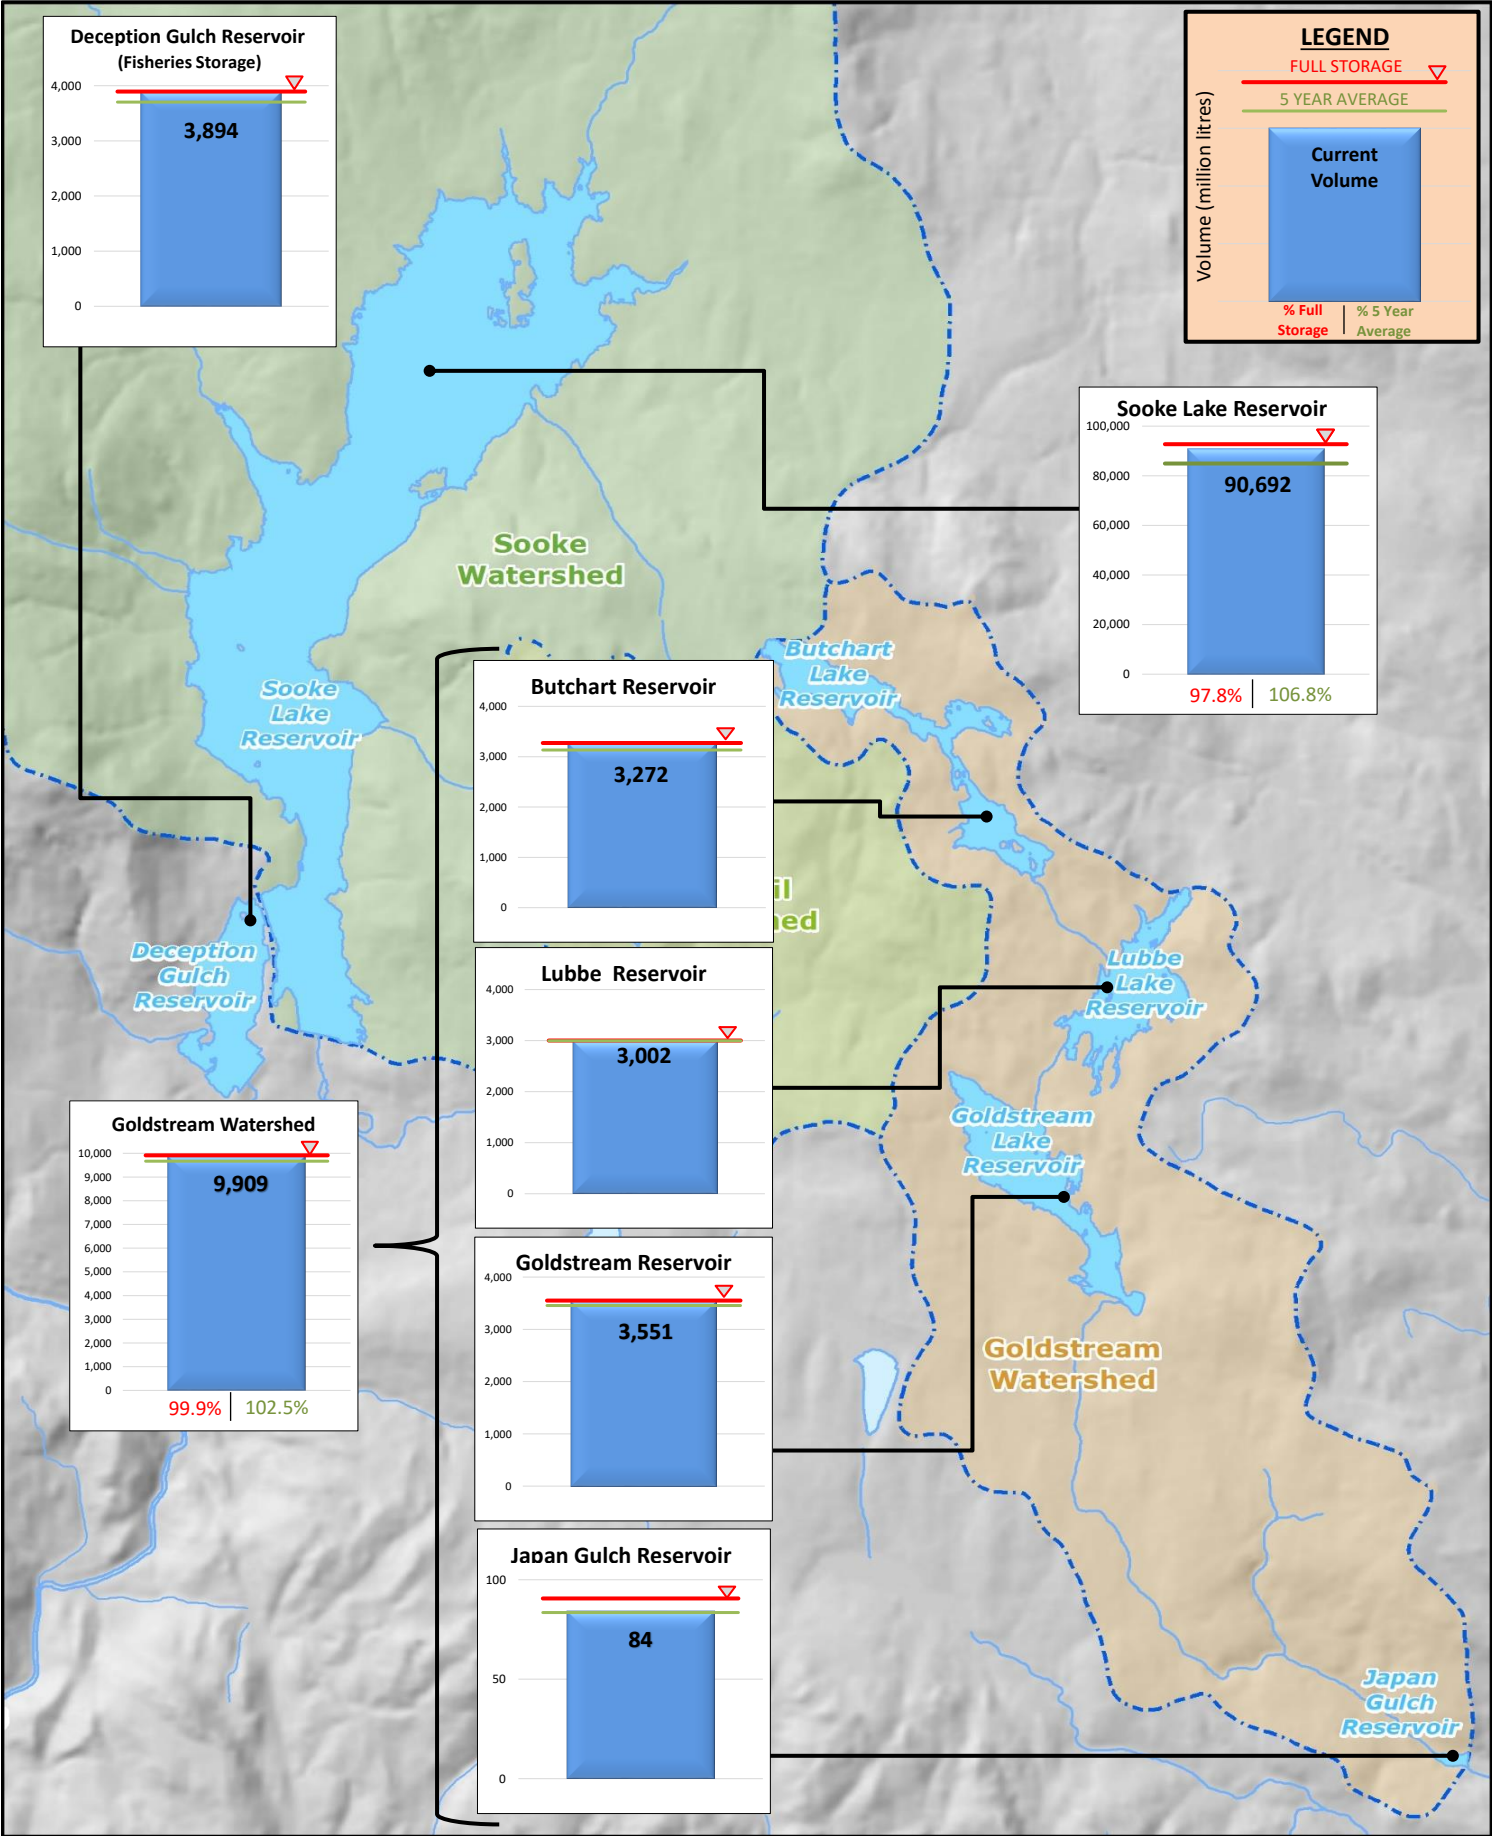 Deception Gulch Reservoir
(Fisheries Storage)
4,000
3,000
2,000
1,000
0
3,894
LEGEND
FULL STORAGE
5 YEAR AVERAGE
Volume (million litres)
Current
Volume
% Full
Storage
% 5 Year
Average
Sooke Lake Reservoir
100,000
80,000
60,000
40,000
20,000
0
90,692
97.8%
106.8%
Sooke
Watershed
Sooke
Lake
Reservoir
Butchart
Lake
Reservoir
Butchart Reservoir
4,000
3,000
2,000
1,000
0
3,272
il
ed
Deception
Gulch
Reservoir
Lubbe Reservoir
4,000
3,000
2,000
1,000
0
3,002
Lubbe
Lake
Reservoir
Goldstream Watershed
10,000
9,000
8,000
7,000
6,000
5,000
4,000
3,000
2,000
1,000
0
9,909
99.9%
102.5%
Goldstream
Lake
Reservoir
Goldstream Reservoir
4,000
3,000
2,000
1,000
0
3,551
Goldstream
Watershed
Japan Gulch Reservoir
100
50
0
84
Japan
Gulch
Reservoir